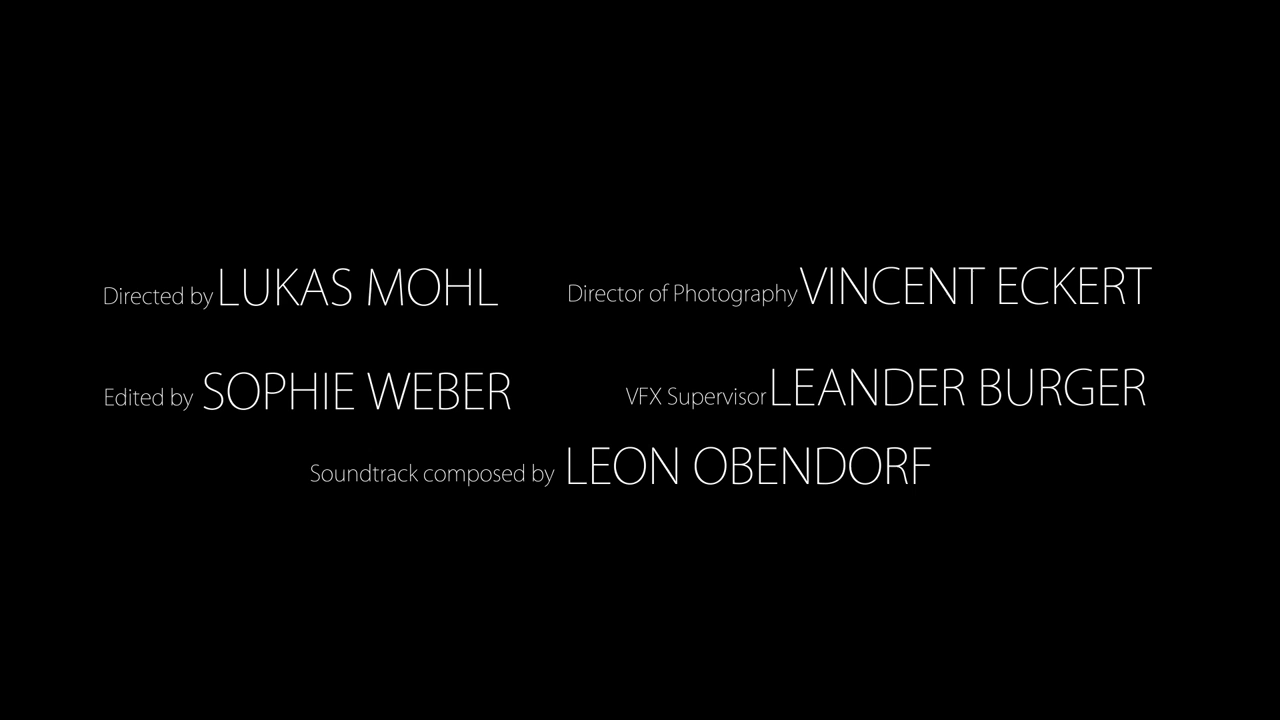 Directed by LUKAS MOHL
Director of Photography VINCENT ECKERT
Edited by SOPHIE WEBER
VFX Supervisor LEANDER BURGER
Soundtrack composed by LEON OBENDORF